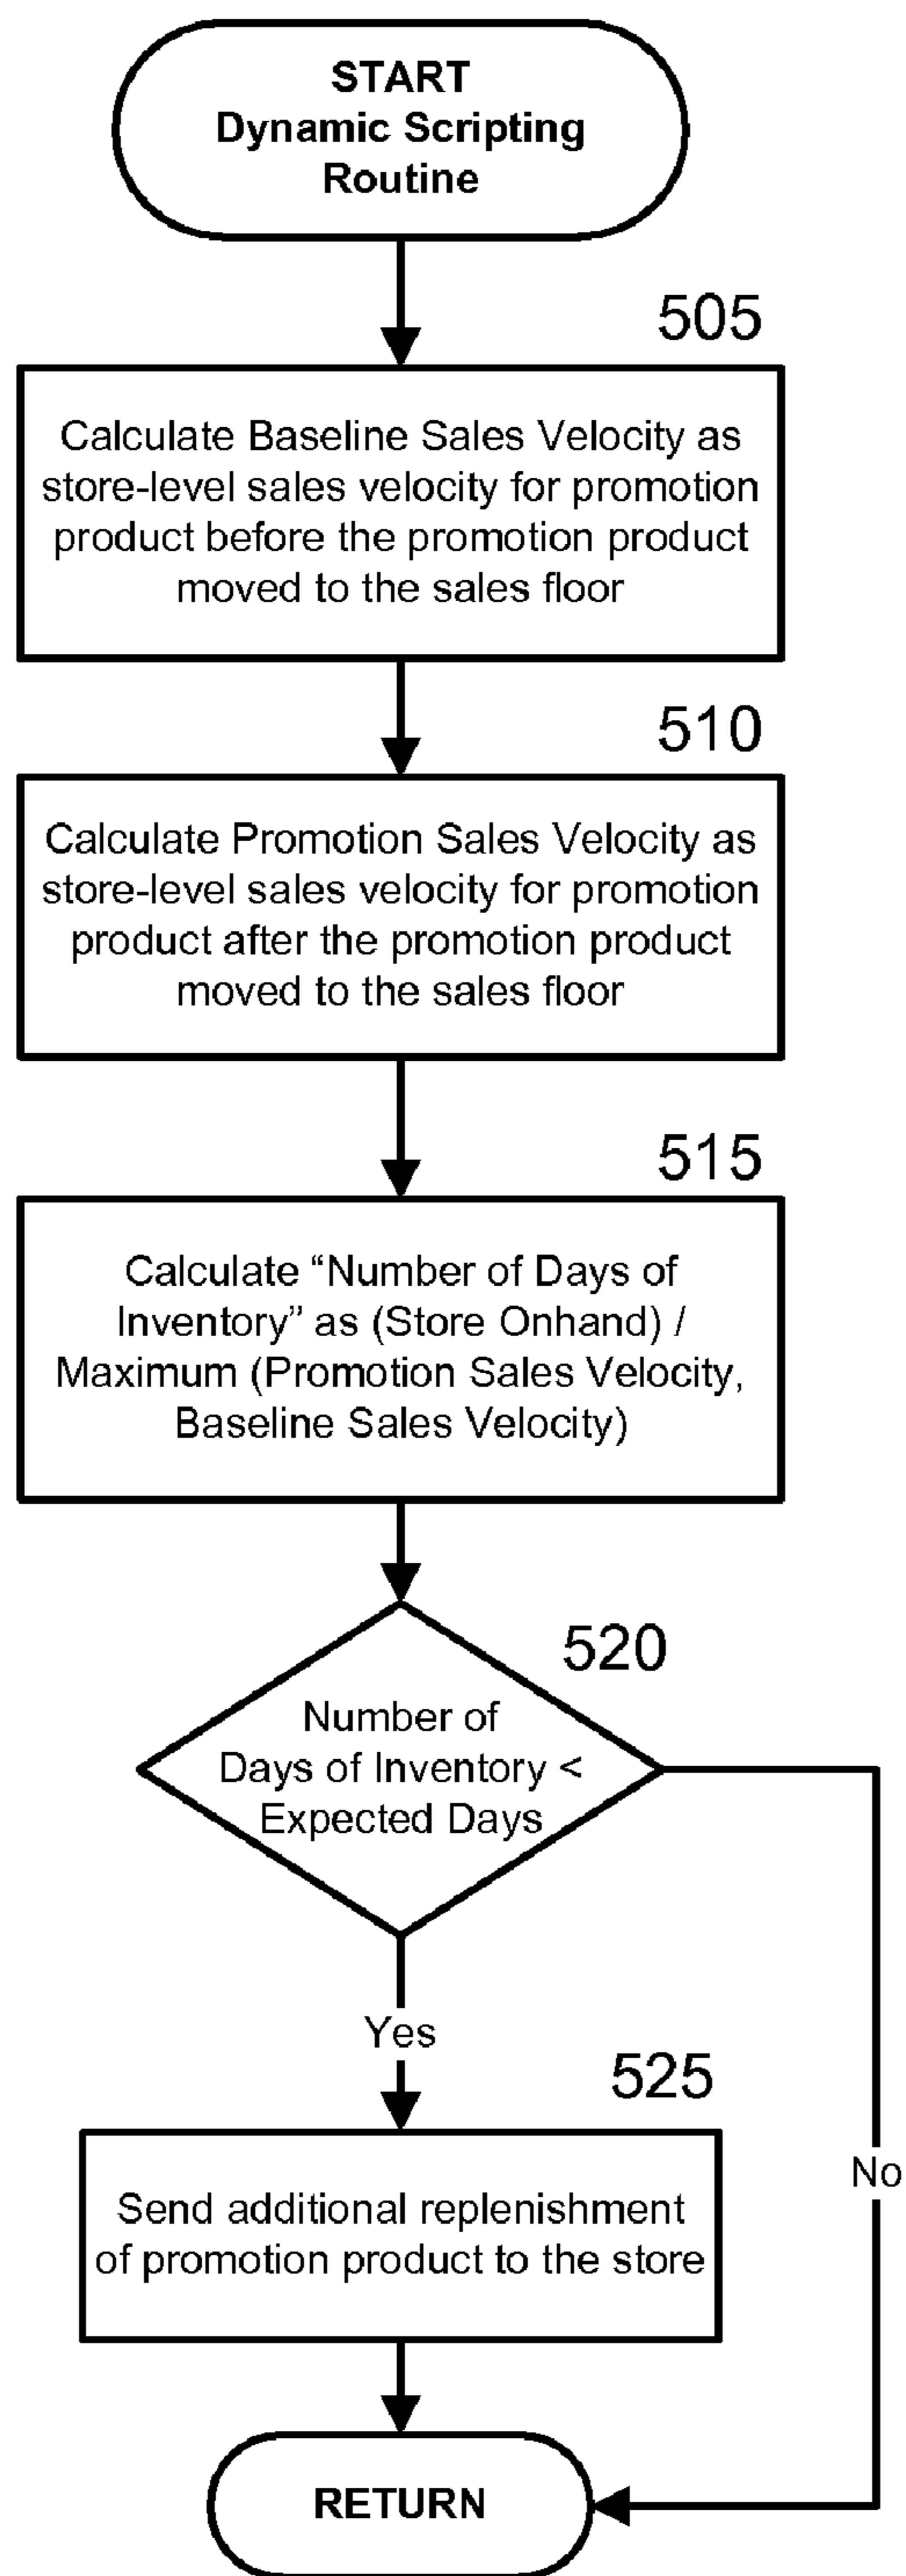 START
Dynamic Scripting
Routine
505
Calculate Baseline Sales Velocity as
store-level sales velocity for promotion
product before the promotion product
moved to the sales floor
510
Calculate Promotion Sales Velocity as
store-level sales velocity for promotion
product after the promotion product
moved to the sales floor
515
Calculate “Number of Days of
Inventory” as (Store Onhand) /
Maximum (Promotion Sales Velocity,
Baseline Sales Velocity)
520
Number of
Days of Inventory <
Expected Days
Yes
525
No
Send additional replenishment
of promotion product to the store
RETURN